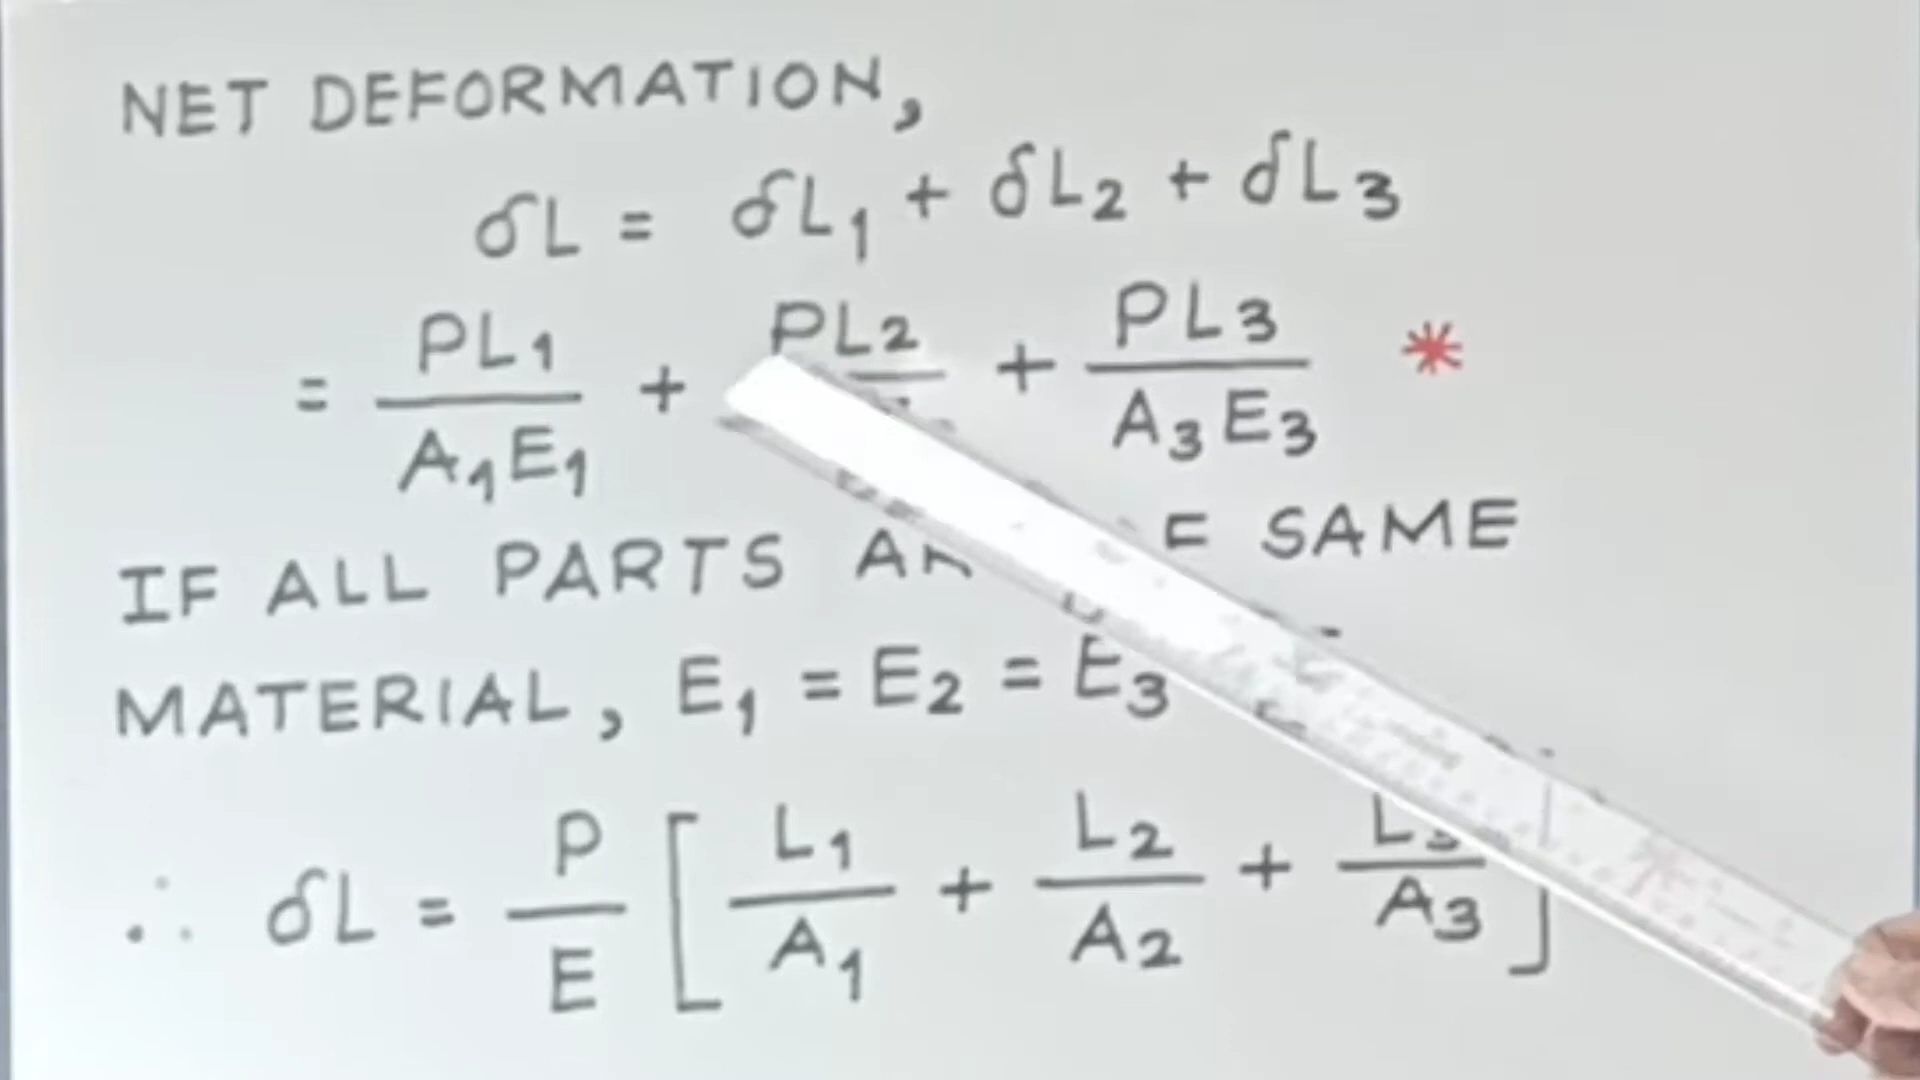 NET DEFORMATION,
δL = δL1 + δL2 + δL3
= PL1/A1E1 + PL2/ + PL3/A3E3 *
IF ALL PARTS SAME
MATERIAL, E1 = E2 = E3
∴ δL = P/E [ L1/A1 + L2/A2 + L3/A3 ]